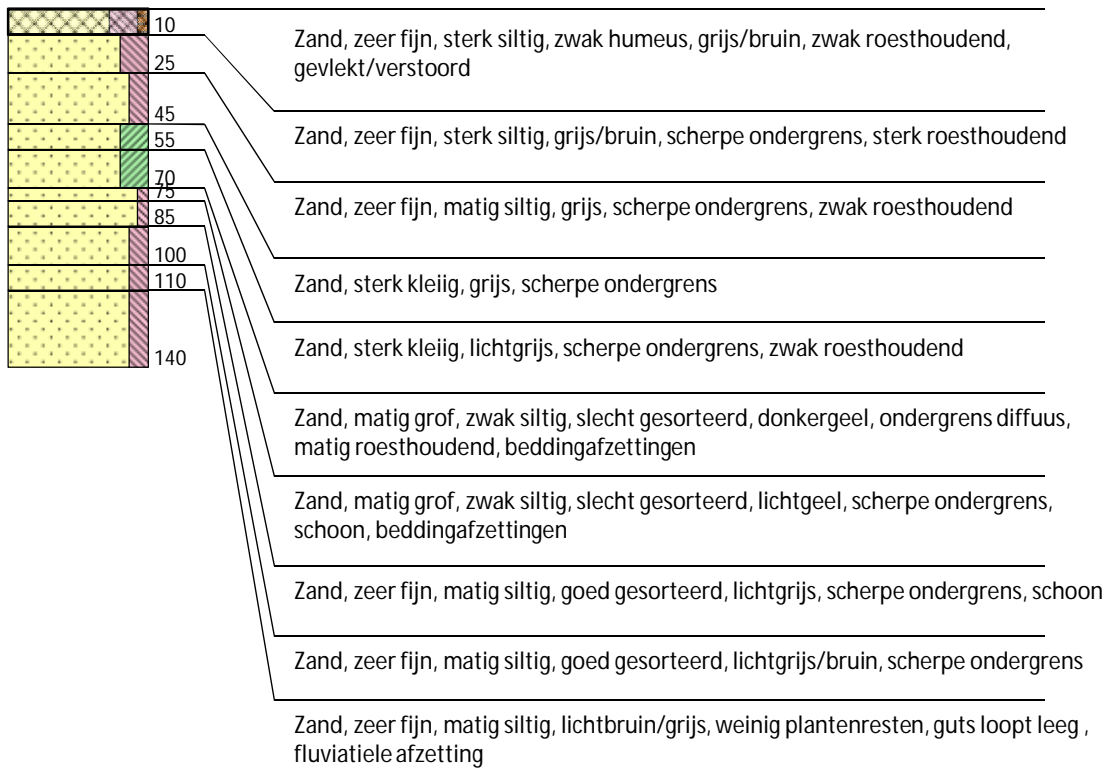 10
Zand, zeer fijn, sterk siltig, zwak humeus, grijs/bruin, zwak roesthoudend,
gevlekt/verstoord
25
Zand, zeer fijn, sterk siltig, grijs/bruin, scherpe ondergrens, sterk roesthoudend
45
Zand, zeer fijn, matig siltig, grijs, scherpe ondergrens, zwak roesthoudend
55
Zand, sterk kleiig, grijs, scherpe ondergrens
70
Zand, sterk kleiig, lichtgrijs, scherpe ondergrens, zwak roesthoudend
75
Zand, matig grof, zwak siltig, slecht gesorteerd, donkergeel, ondergrens diffuus,
matig roesthoudend, beddingafzettingen
85
Zand, matig grof, zwak siltig, slecht gesorteerd, lichtgeel, scherpe ondergrens,
schoon, beddingafzettingen
100
Zand, zeer fijn, matig siltig, goed gesorteerd, lichtgrijs, scherpe ondergrens, schoon
110
Zand, zeer fijn, matig siltig, goed gesorteerd, lichtgrijs/bruin, scherpe ondergrens
140
Zand, zeer fijn, matig siltig, lichtbruin/grijs, weinig plantenresten, guts loopt leeg ,
fluviatiele afzetting